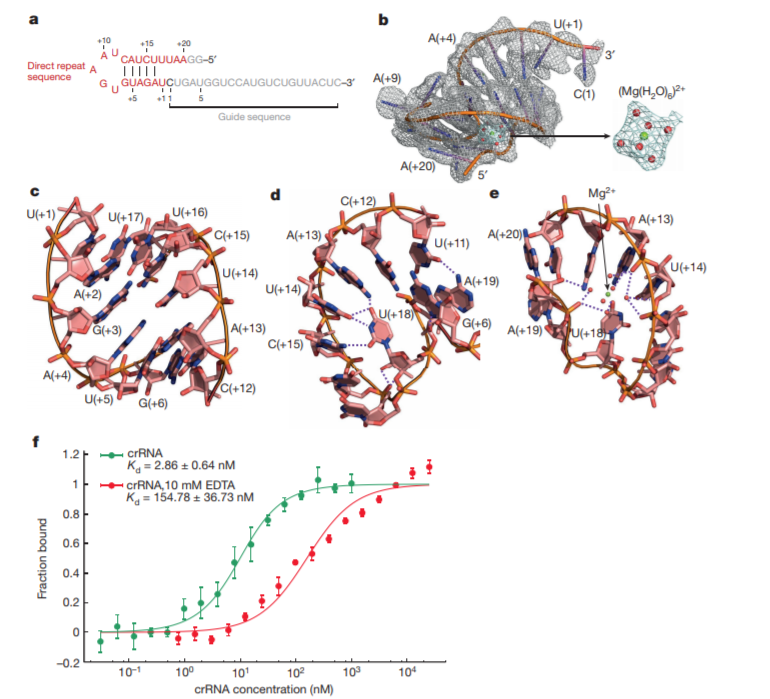 a
+10
+15
+20
U
A
CAUCUUUAAGG–5′
Direct repeat
sequence
A
G
U
GUAGAUCUGAUGGUCCAUGUCUGUUACUC–3′
+5
+1
1
5
Guide sequence
b
U(+1)
A(+4)
3′
C(1)
A(+9)
(Mg(H2O)6)2+
A(+20)
5′
c
U(+1)
U(+17)
U(+16)
C(+15)
U(+14)
A(+2)
G(+3)
A(+13)
A(+4)
U(+5)
G(+6)
C(+12)
d
C(+12)
A(+13)
U(+11)
A(+19)
U(+14)
U(+18)
G(+6)
C(+15)
e
Mg2+
A(+13)
A(+20)
U(+14)
A(+19)
U(+18)
f
crRNA
Kd = 2.86 ± 0.64 nM
crRNA,10 mM EDTA
Kd = 154.78 ± 36.73 nM
Fraction bound
1.2
1
0.8
0.6
0.4
0.2
0
–0.2
10–1
100
101
102
103
104
crRNA concentration (nM)